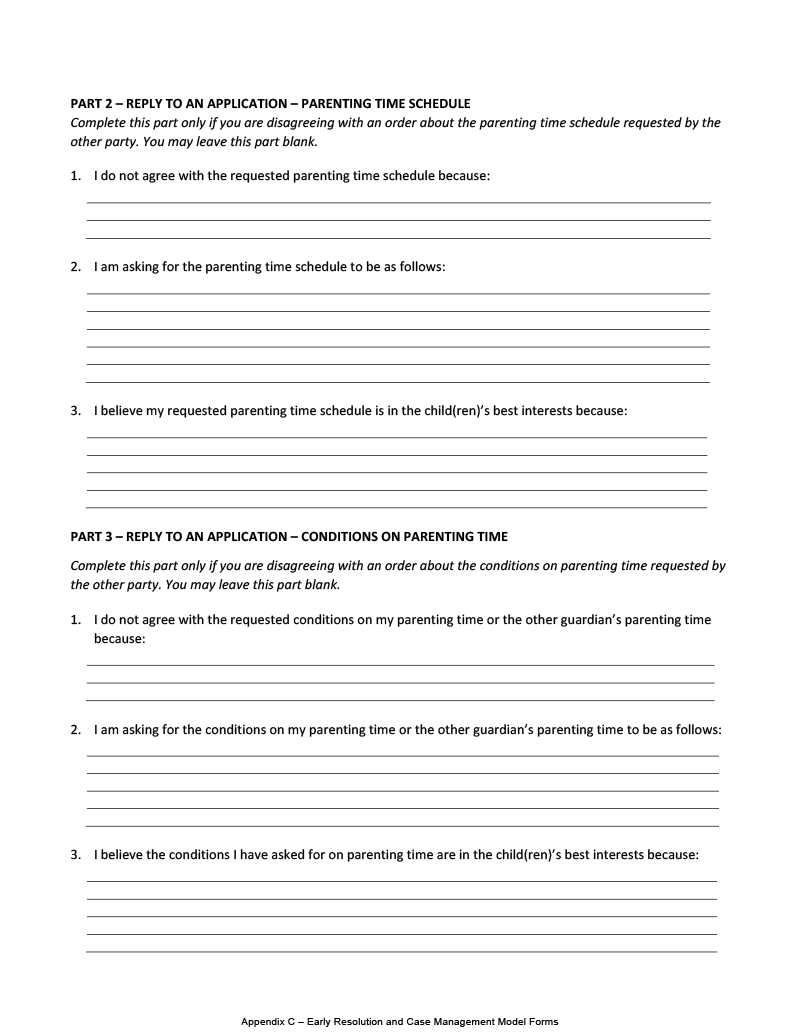 PART 2 – REPLY TO AN APPLICATION – PARENTING TIME SCHEDULE
Complete this part only if you are disagreeing with an order about the parenting time schedule requested by the
other party. You may leave this part blank.
1. I do not agree with the requested parenting time schedule because:
2. I am asking for the parenting time schedule to be as follows:
3. I believe my requested parenting time schedule is in the child(ren)’s best interests because:
PART 3 – REPLY TO AN APPLICATION – CONDITIONS ON PARENTING TIME
Complete this part only if you are disagreeing with an order about the conditions on parenting time requested by
the other party. You may leave this part blank.
1. I do not agree with the requested conditions on my parenting time or the other guardian’s parenting time
because:
2. I am asking for the conditions on my parenting time or the other guardian’s parenting time to be as follows:
3. I believe the conditions I have asked for on parenting time are in the child(ren)’s best interests because:
Appendix C – Early Resolution and Case Management Model Forms